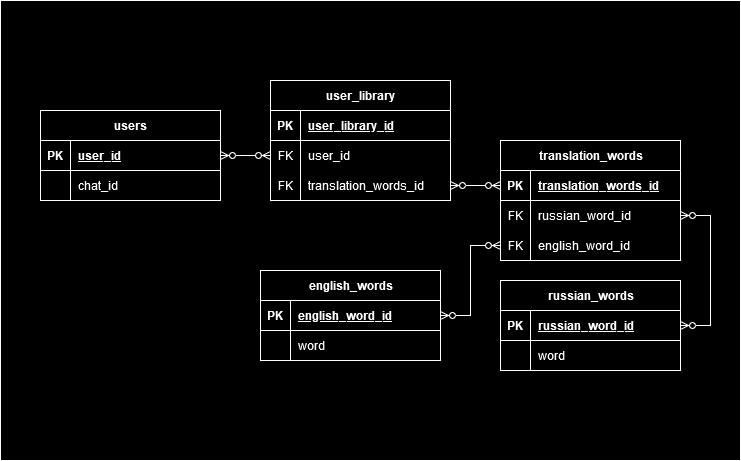 users
PK user_id
chat_id
user_library
PK user_library_id
FK user_id
FK translation_words_id
translation_words
PK translation_words_id
FK russian_word_id
FK english_word_id
english_words
PK english_word_id
word
russian_words
PK russian_word_id
word